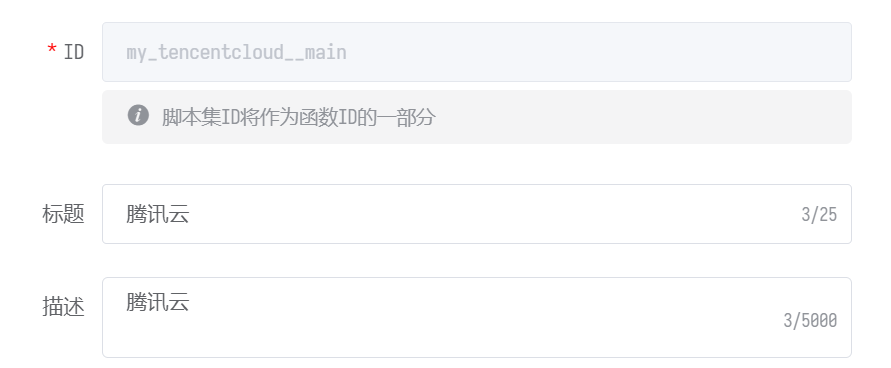 * ID my_tencentcloud__main
i 脚本集ID将作为函数ID的一部分
标题 腾讯云 3/25
描述 腾讯云 3/5000